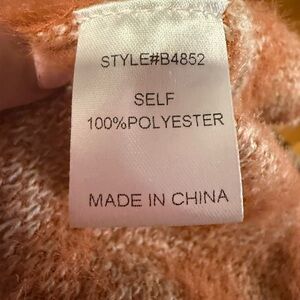 STYLE#B4852
SELF
100%POLYESTER
MADE IN CHINA